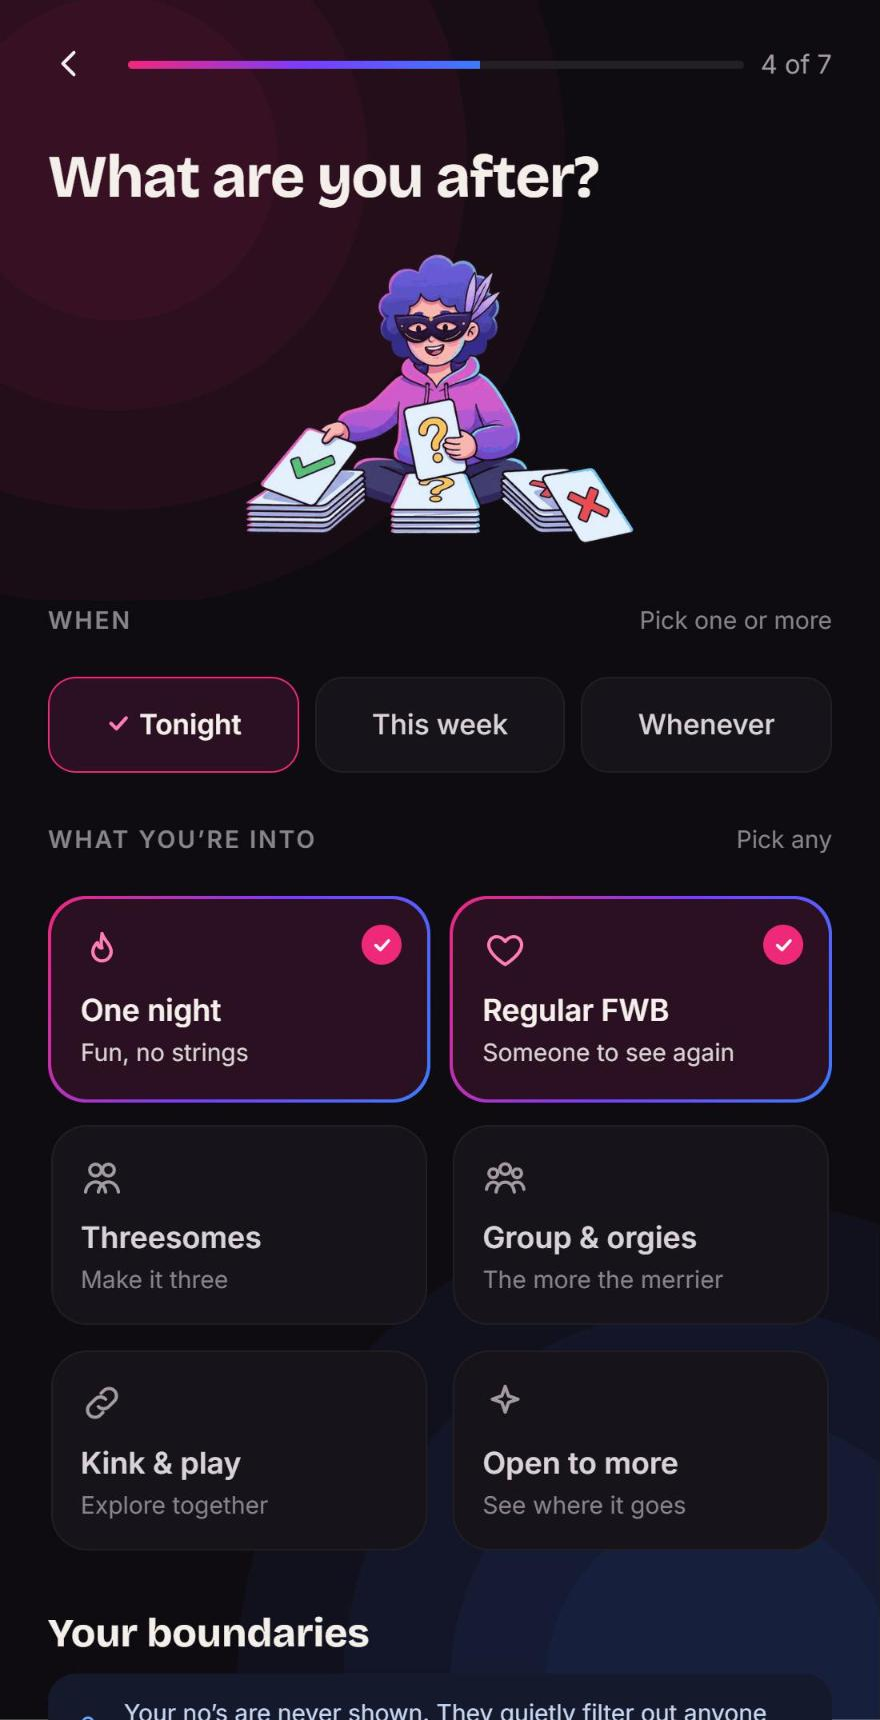 4 of 7
What are you after?
WHEN
Pick one or more
Tonight
This week
Whenever
WHAT YOU’RE INTO
Pick any
One night
Fun, no strings
Regular FWB
Someone to see again
Threesomes
Make it three
Group & orgies
The more the merrier
Kink & play
Explore together
Open to more
See where it goes
Your boundaries
Your no’s are never shown. They quietly filter out anyone